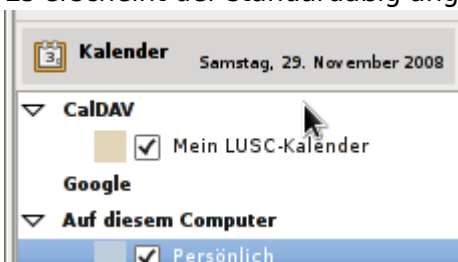 Kalender
Samstag, 29. November 2008
CalDAV
Mein LUSC-Kalender
Google
Auf diesem Computer
Persönlich